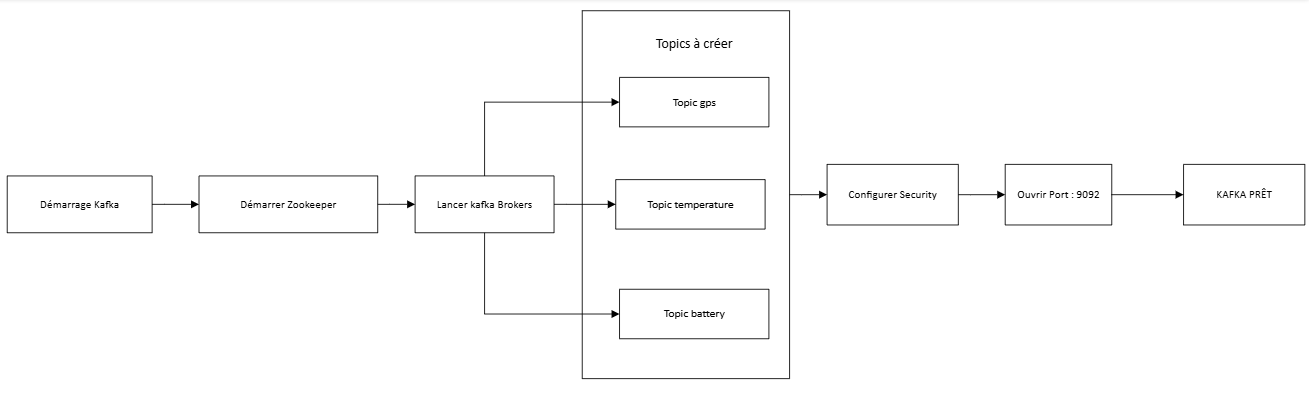 Démarrage Kafka
Démarrer Zookeeper
Lancer kafka Brokers
Topics à créer
Topic gps
Topic temperature
Topic battery
Configurer Security
Ouvrir Port : 9092
KAFKA PRÊT